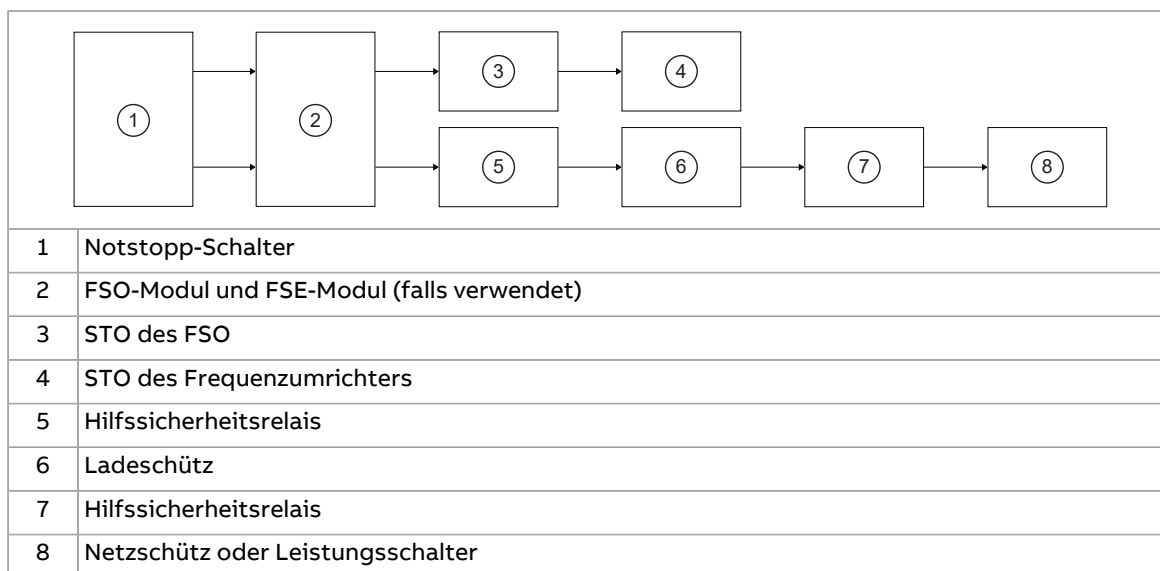 1
2
3
4
5
6
7
8
1 Notstopp-Schalter
2 FSO-Modul und FSE-Modul (falls verwendet)
3 STO des FSO
4 STO des Frequenzumrichters
5 Hilfssicherheitsrelais
6 Ladeschütz
7 Hilfssicherheitsrelais
8 Netzschütz oder Leistungsschalter